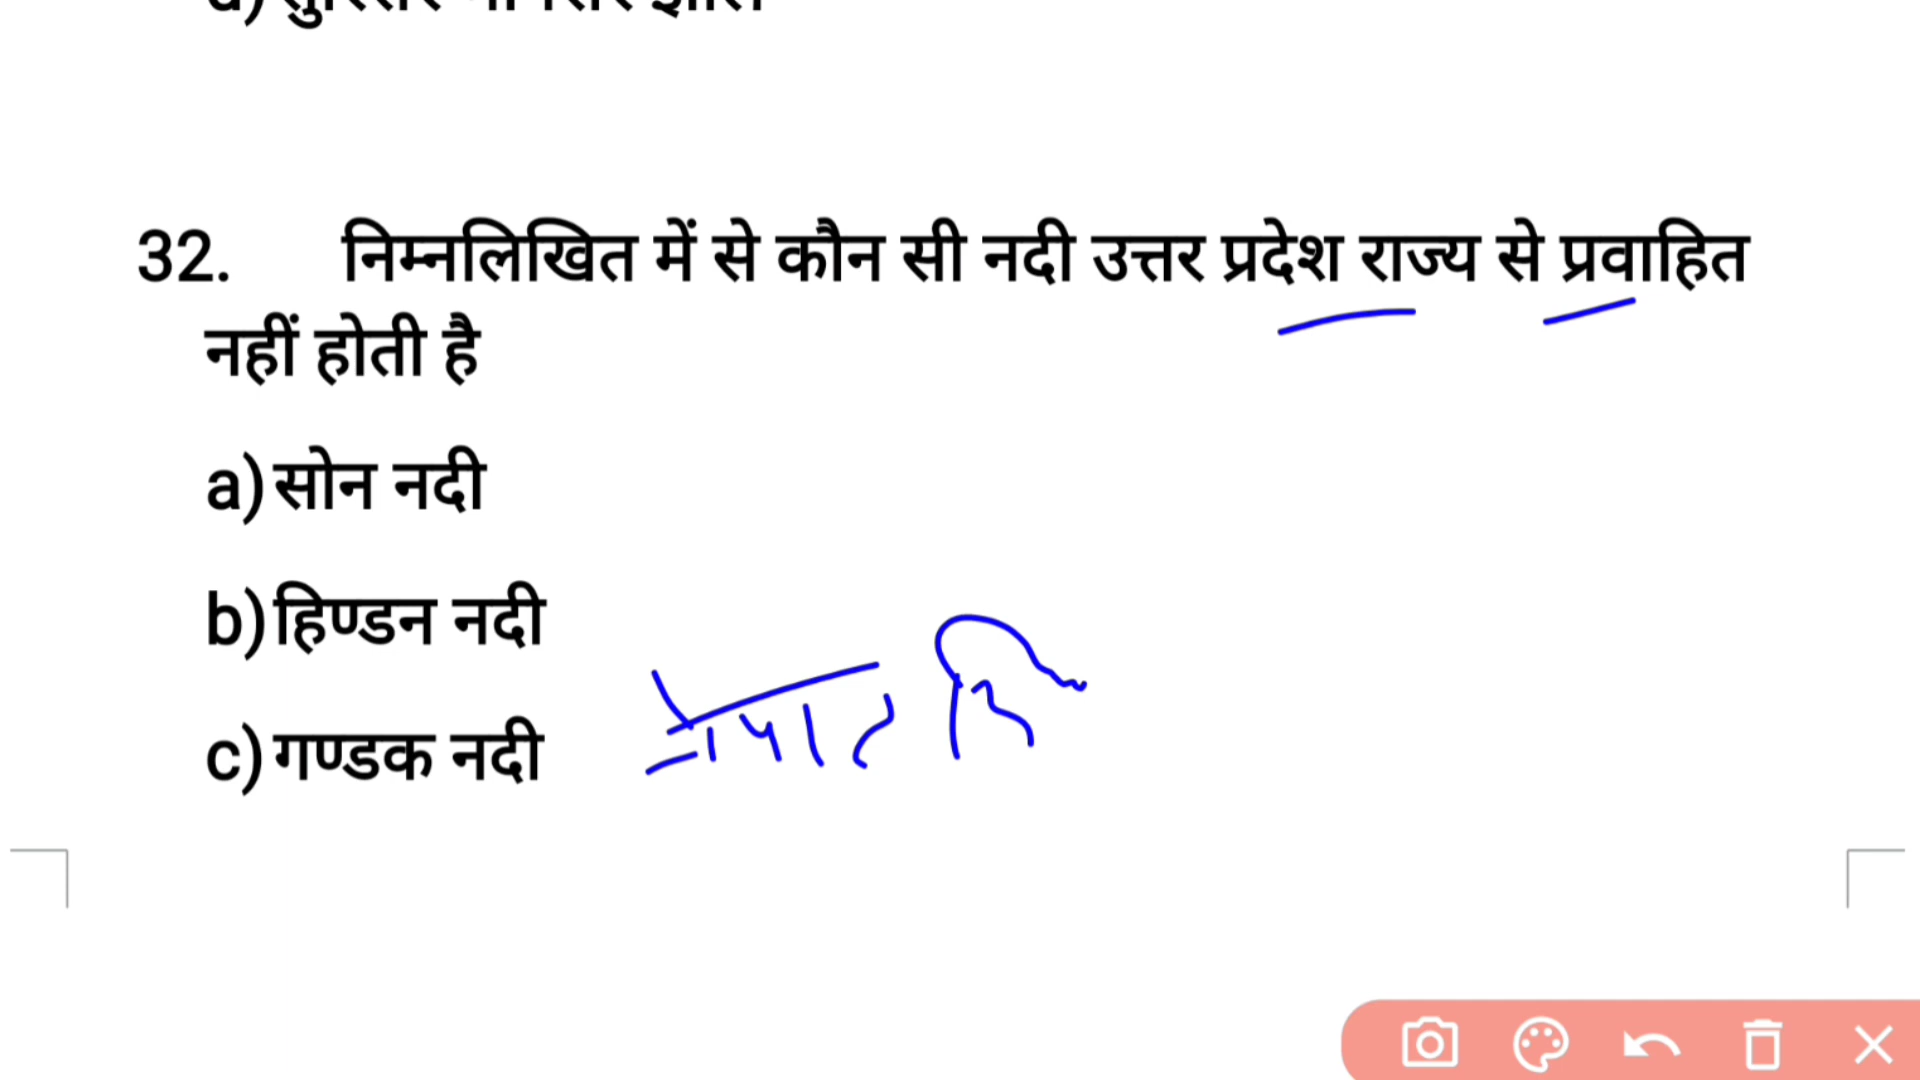 32. निम्नलिखित में से कौन सी नदी उत्तर प्रदेश राज्य से प्रवाहित
नहीं होती है
a) सोन नदी
b) हिण्डन नदी
c) गण्डक नदी